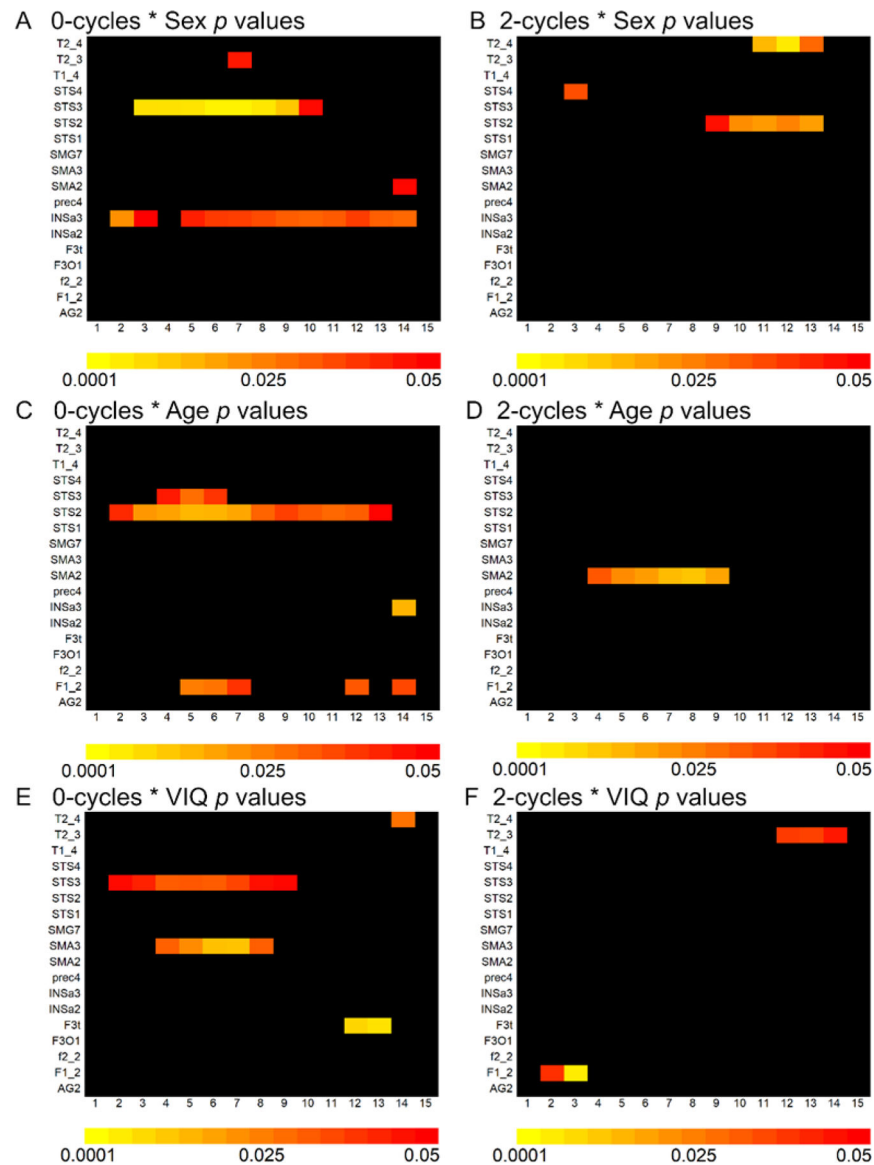 A 0-cycles * Sex p values
T2_4
T2_3
T1_4
STS4
STS3
STS2
STS1
SMG7
SMA3
SMA2
prec4
INSa3
INSa2
F3t
F3O1
f2_2
F1_2
AG2
1 2 3 4 5 6 7 8 9 10 11 12 13 14 15
0.0001 0.025 0.05
B 2-cycles * Sex p values
T2_4
T2_3
T1_4
STS4
STS3
STS2
STS1
SMG7
SMA3
SMA2
prec4
INSa3
INSa2
F3t
F3O1
f2_2
F1_2
AG2
1 2 3 4 5 6 7 8 9 10 11 12 13 14 15
0.0001 0.025 0.05
C 0-cycles * Age p values
T2_4
T2_3
T1_4
STS4
STS3
STS2
STS1
SMG7
SMA3
SMA2
prec4
INSa3
INSa2
F3t
F3O1
f2_2
F1_2
AG2
1 2 3 4 5 6 7 8 9 10 11 12 13 14 15
0.0001 0.025 0.05
D 2-cycles * Age p values
T2_4
T2_3
T1_4
STS4
STS3
STS2
STS1
SMG7
SMA3
SMA2
prec4
INSa3
INSa2
F3t
F3O1
f2_2
F1_2
AG2
1 2 3 4 5 6 7 8 9 10 11 12 13 14 15
0.0001 0.025 0.05
E 0-cycles * VIQ p values
T2_4
T2_3
T1_4
STS4
STS3
STS2
STS1
SMG7
SMA3
SMA2
prec4
INSa3
INSa2
F3t
F3O1
f2_2
F1_2
AG2
1 2 3 4 5 6 7 8 9 10 11 12 13 14 15
0.0001 0.025 0.05
F 2-cycles * VIQ p values
T2_4
T2_3
T1_4
STS4
STS3
STS2
STS1
SMG7
SMA3
SMA2
prec4
INSa3
INSa2
F3t
F3O1
f2_2
F1_2
AG2
1 2 3 4 5 6 7 8 9 10 11 12 13 14 15
0.0001 0.025 0.05